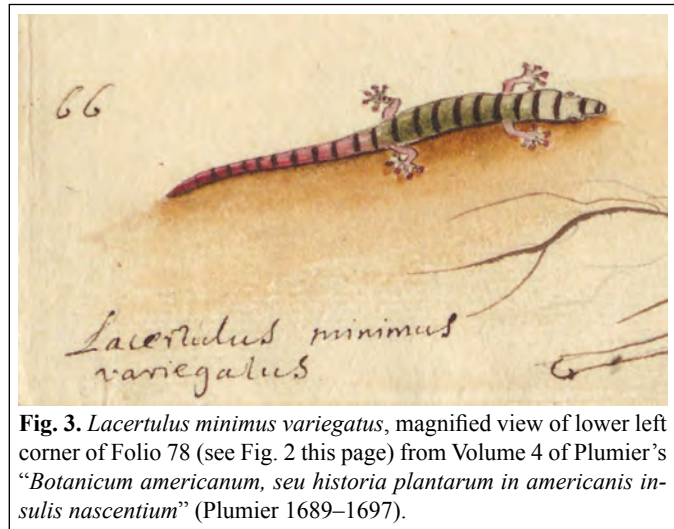 66
Lacertulus minimus
variegatus
Fig. 3. Lacertulus minimus variegatus, magnified view of lower left
corner of Folio 78 (see Fig. 2 this page) from Volume 4 of Plumier’s
“Botanicum americanum, seu historia plantarum in americanis in-
sulis nascentium” (Plumier 1689–1697).